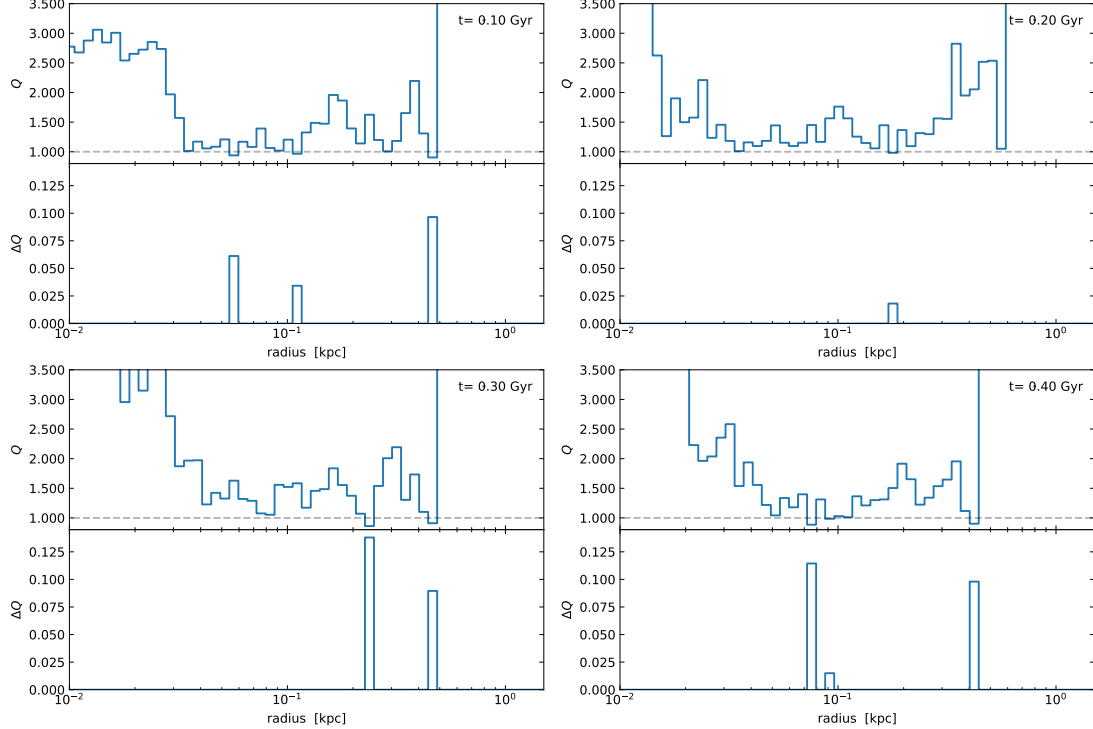 3.500
3.000
2.500
2.000
1.500
1.000
Q
t= 0.10 Gyr
0.125
0.100
0.075
0.050
0.025
0.000
ΔQ
10⁻² 10⁻¹ 10⁰
radius [kpc]
3.500
3.000
2.500
2.000
1.500
1.000
Q
t= 0.20 Gyr
0.125
0.100
0.075
0.050
0.025
0.000
ΔQ
10⁻² 10⁻¹ 10⁰
radius [kpc]
3.500
3.000
2.500
2.000
1.500
1.000
Q
t= 0.30 Gyr
0.125
0.100
0.075
0.050
0.025
0.000
ΔQ
10⁻² 10⁻¹ 10⁰
radius [kpc]
3.500
3.000
2.500
2.000
1.500
1.000
Q
t= 0.40 Gyr
0.125
0.100
0.075
0.050
0.025
0.000
ΔQ
10⁻² 10⁻¹ 10⁰
radius [kpc]